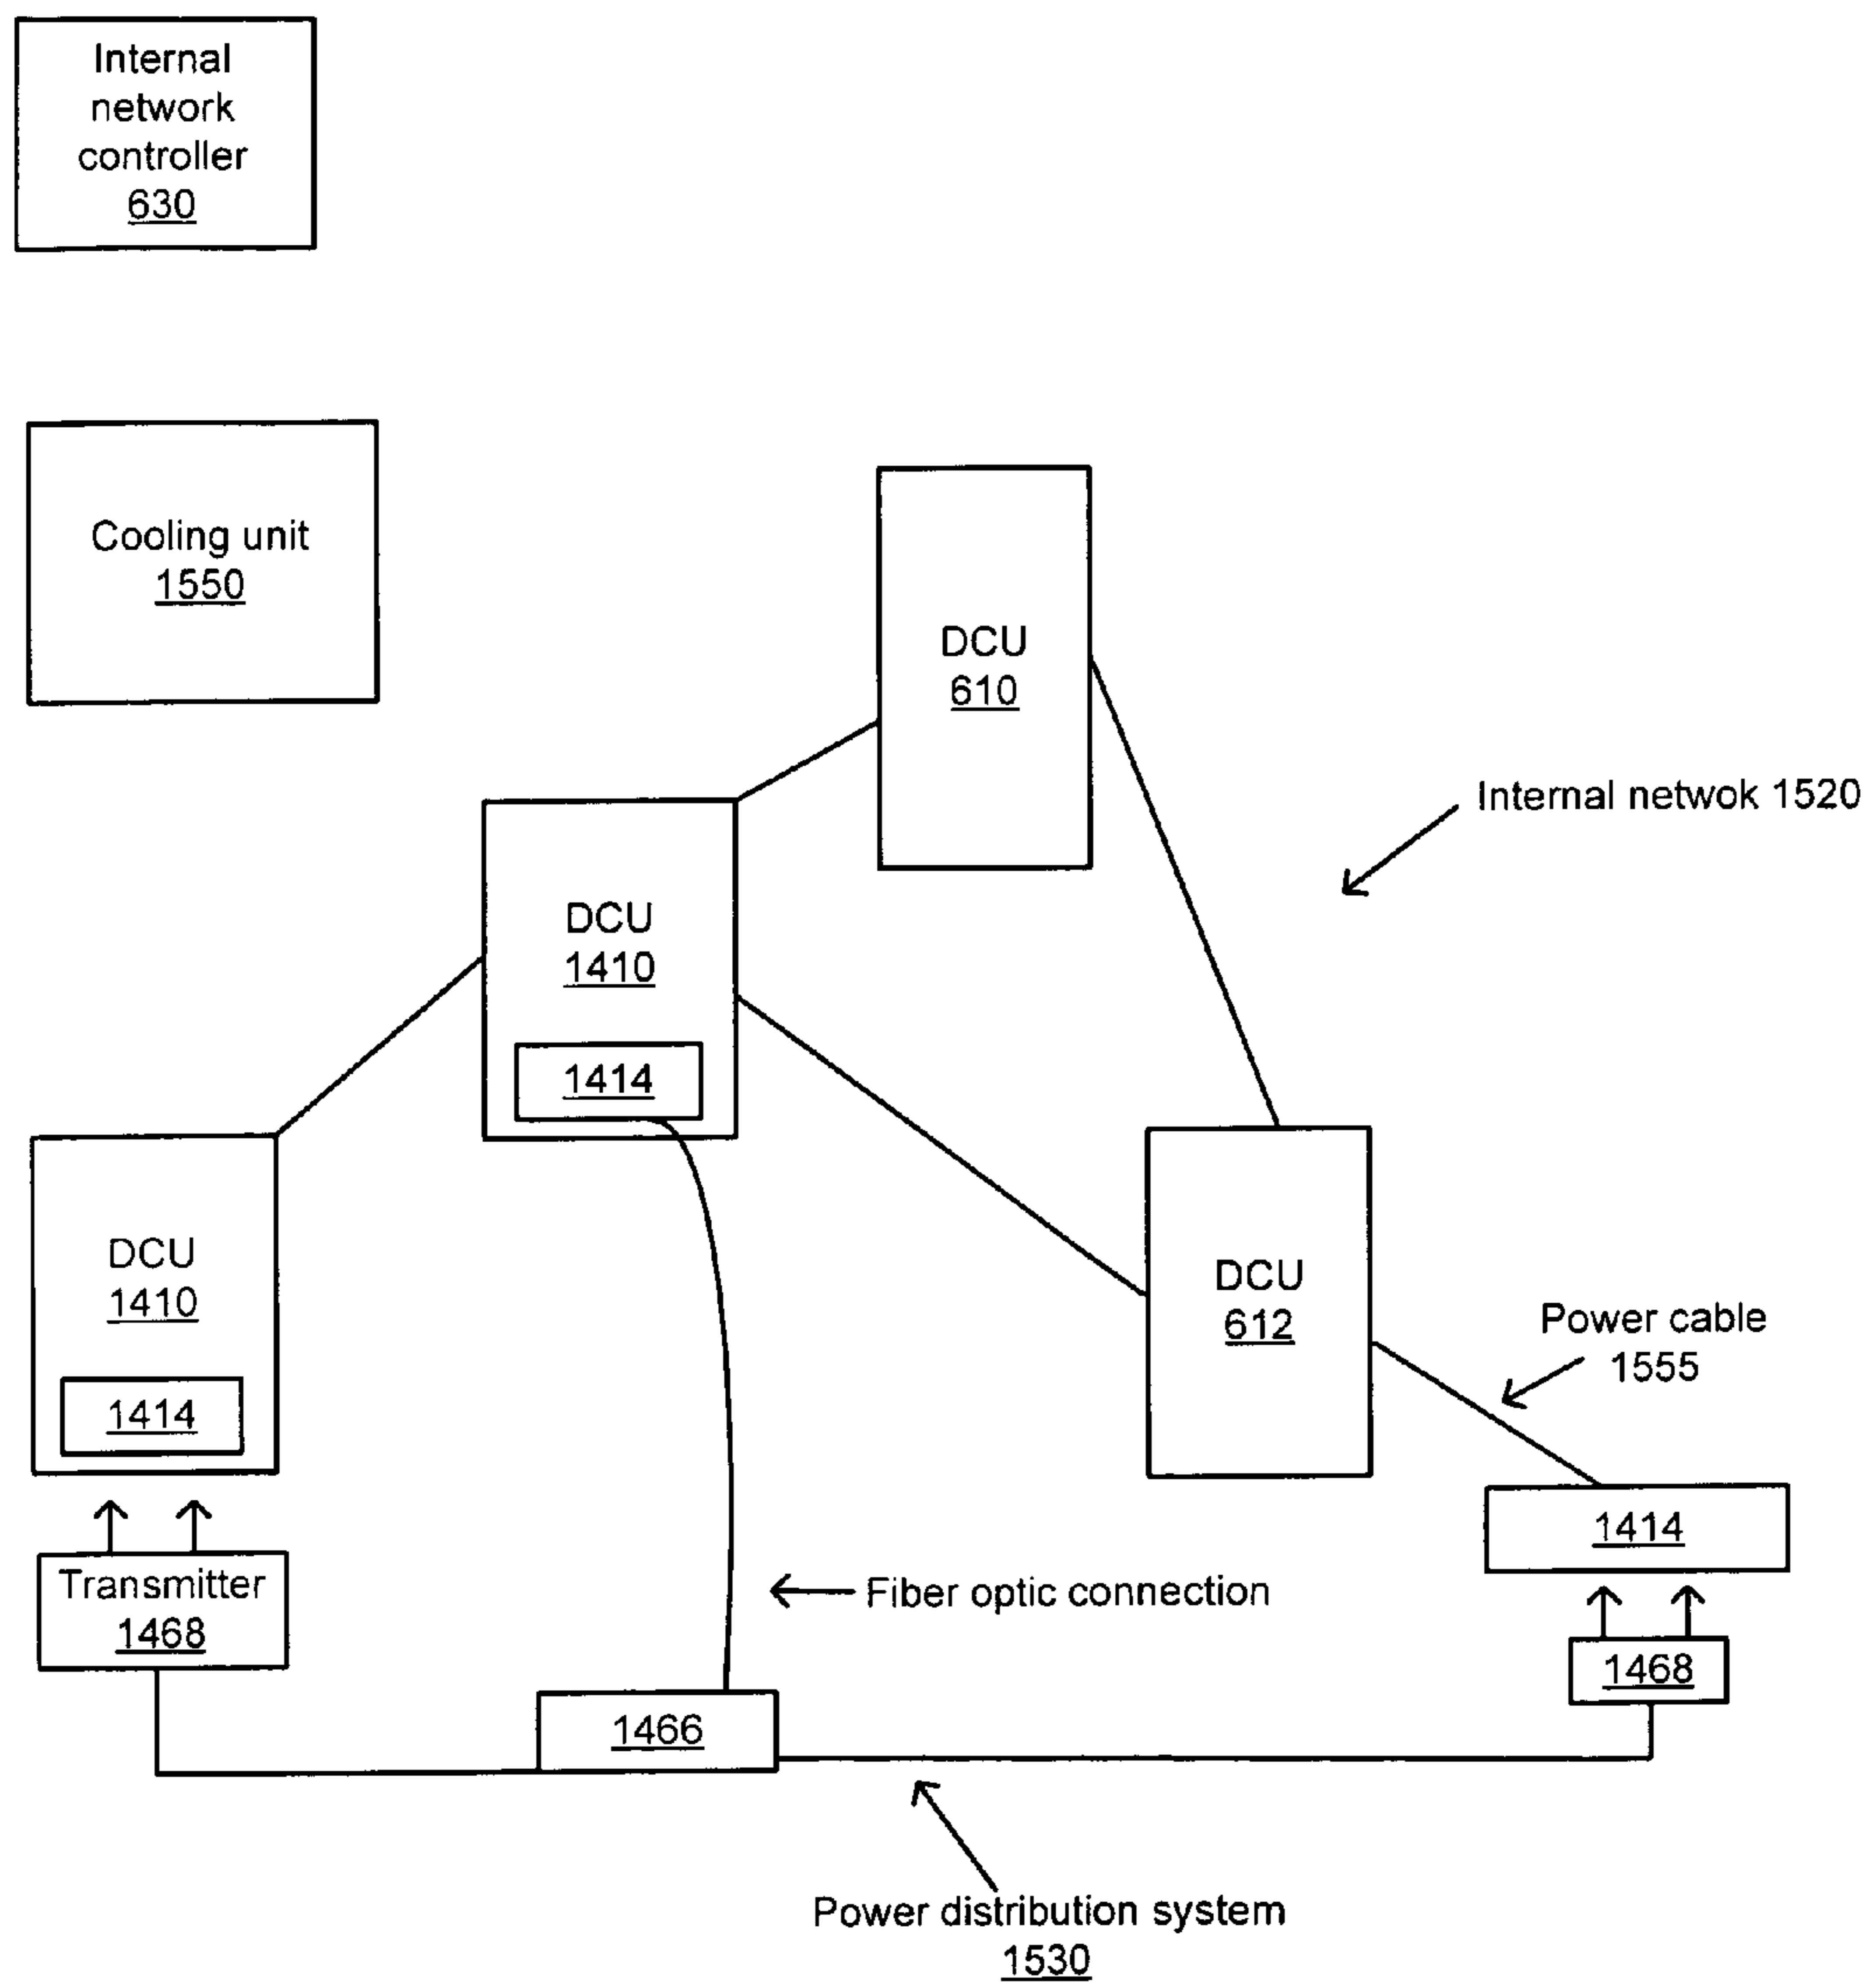 Internal
network
controller
630
Cooling unit
1550
DCU
610
Internal netwok 1520
DCU
1410
1414
DCU
1410
1414
DCU
612
Power cable
1555
1414
Transmitter
1468
Fiber optic connection
1468
1466
Power distribution system
1530